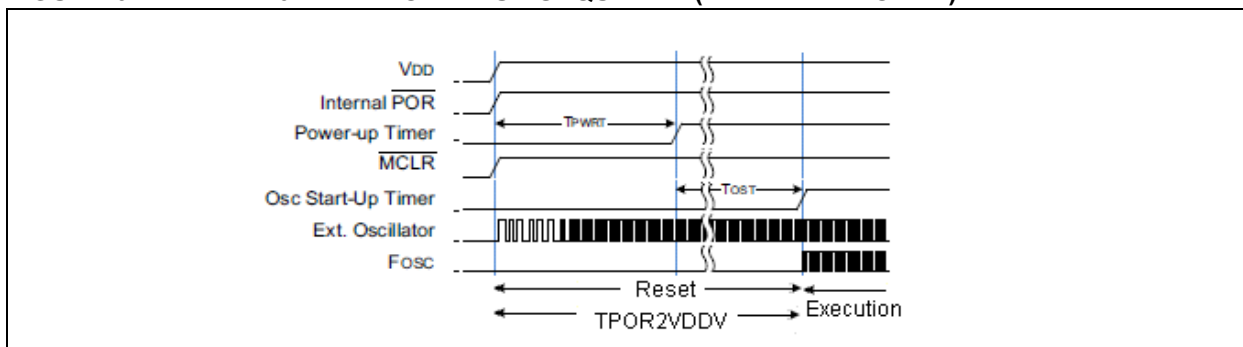 VDD
Internal POR
Power-up Timer
TPWRT
MCLR
Osc Start-Up Timer
TOST
Ext. Oscillator
FOSC
Reset
Execution
TPOR2VDDV